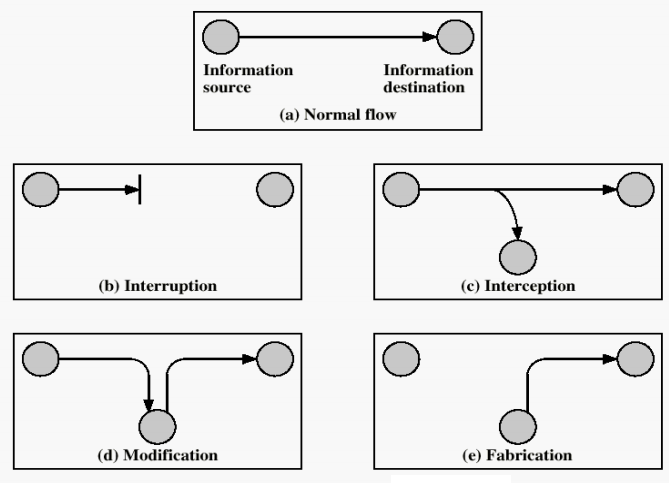 Information
source
Information
destination
(a) Normal flow
(b) Interruption
(c) Interception
(d) Modification
(e) Fabrication